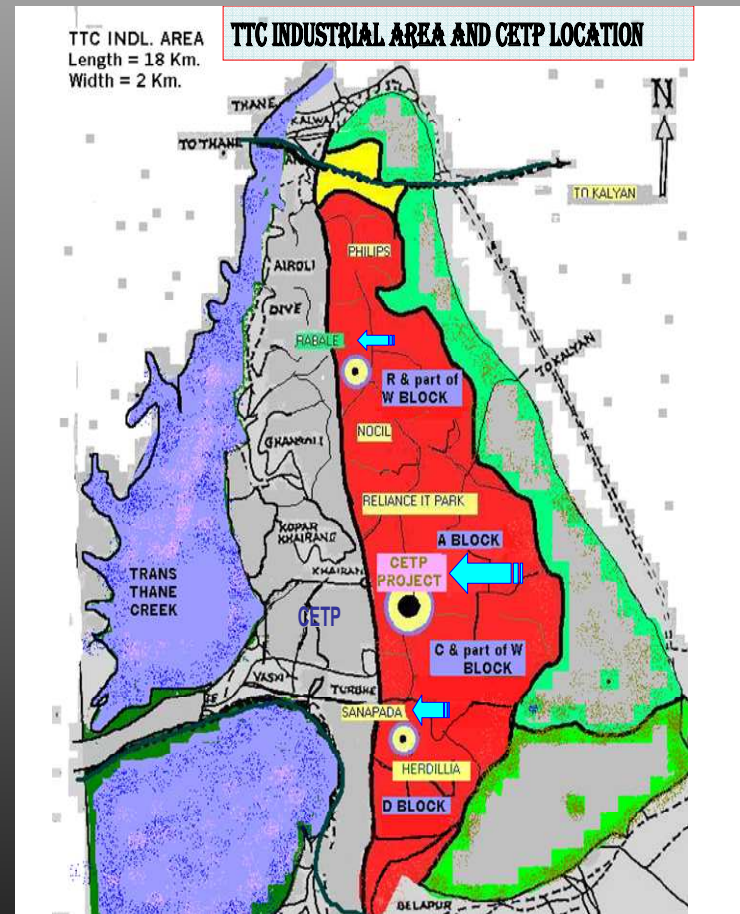 TTC INDUSTRIAL AREA AND CETP LOCATION
TTC INDL. AREA
Length = 18 Km.
Width = 2 Km.
N
THANE
KALWA
TO THANE
TO KALYAN
PHILIPS
AIROLI
DIVE
RABALE
TO KALYAN
R & part of
W BLOCK
NOCIL
GHANSOLI
RELIANCE IT PARK
KOPAR
KHAIRANE
A BLOCK
KHAIRAN
CETP
PROJECT
TRANS
THANE
CREEK
CETP
C & part of W
BLOCK
VASHI
TURBHE
SANAPADA
HERDILLIA
D BLOCK
BELAPUR